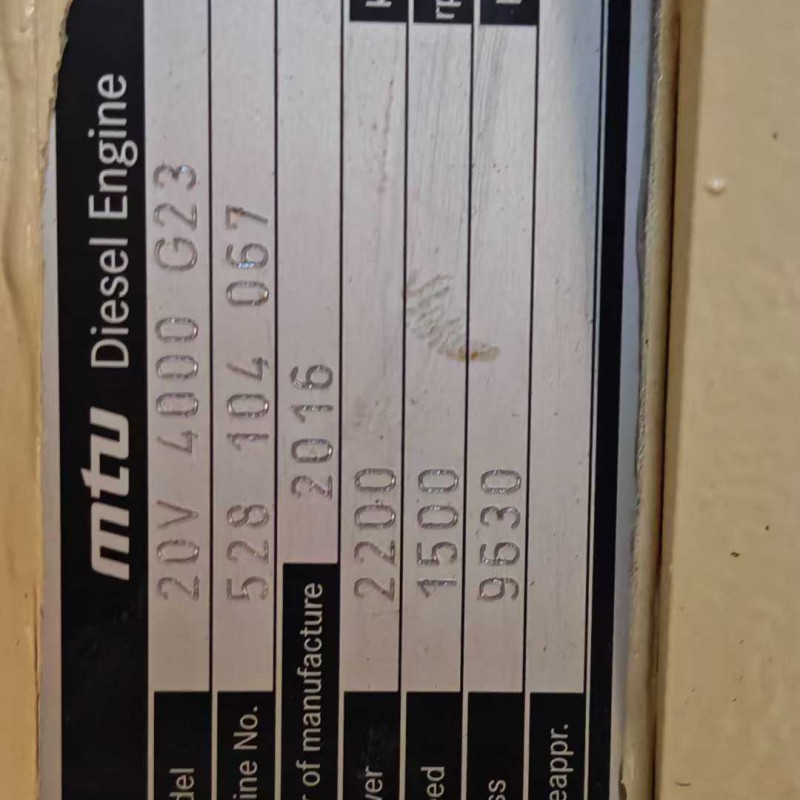 mtu Diesel Engine
del 20V 4000 G23
ine No. 528 104 067
r of manufacture 2016
ver 2200
ed 1500 rp
ss 9630
eappr.